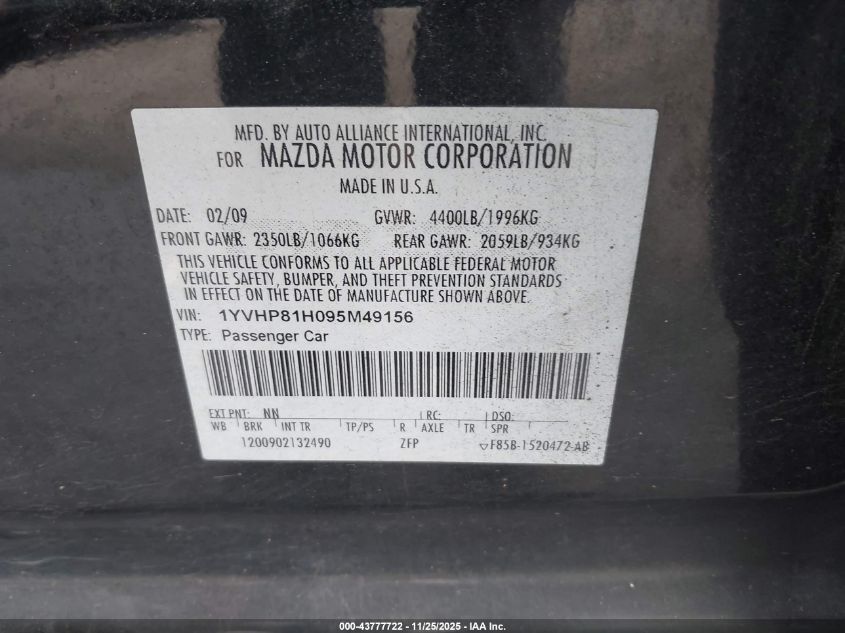 MFD. BY AUTO ALLIANCE INTERNATIONAL, INC.
FOR MAZDA MOTOR CORPORATION
MADE IN U.S.A.
DATE: 02/09 GVWR: 4400LB/1996KG
FRONT GAWR: 2350LB/1066KG REAR GAWR: 2059LB/934KG
THIS VEHICLE CONFORMS TO ALL APPLICABLE FEDERAL MOTOR
VEHICLE SAFETY, BUMPER, AND THEFT PREVENTION STANDARDS
IN EFFECT ON THE DATE OF MANUFACTURE SHOWN ABOVE.
VIN: 1YVHP81H095M49156
TYPE: Passenger Car
EXT PNT: NN RC: DSO:
WB BRK INT TR TP/PS R AXLE TR SPR
1200902132490 ZFP F85B-1520472-AB
000-43777722 - 11/25/2025 - IAA Inc.